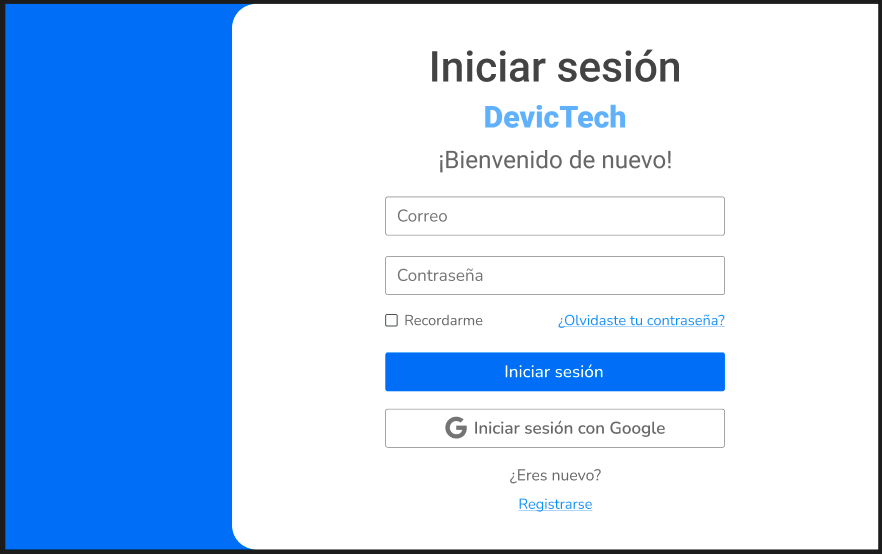 Iniciar sesión
DevicTech
¡Bienvenido de nuevo!
Correo
Contraseña
Recordarme
¿Olvidaste tu contraseña?
Iniciar sesión
Iniciar sesión con Google
¿Eres nuevo?
Registrarse